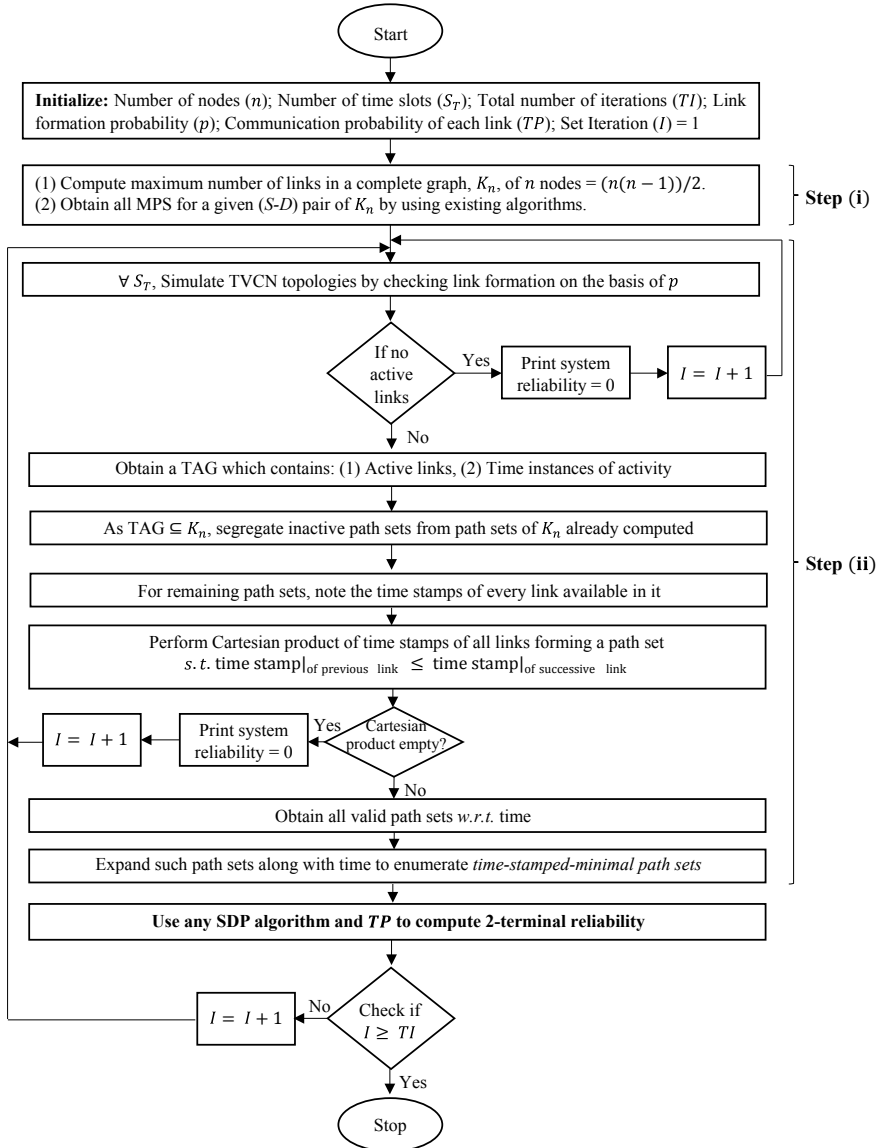 Start
Initialize: Number of nodes (n); Number of time slots (S_T); Total number of iterations (TI); Link
formation probability (p); Communication probability of each link (TP); Set Iteration (I) = 1
(1) Compute maximum number of links in a complete graph, K_n, of n nodes = (n(n − 1))/2.
(2) Obtain all MPS for a given (S-D) pair of K_n by using existing algorithms.
Step (i)
∀ S_T, Simulate TVCN topologies by checking link formation on the basis of p
If no
active
links
Yes
Print system
reliability = 0
I = I + 1
No
Obtain a TAG which contains: (1) Active links, (2) Time instances of activity
As TAG ⊆ K_n, segregate inactive path sets from path sets of K_n already computed
Step (ii)
For remaining path sets, note the time stamps of every link available in it
Perform Cartesian product of time stamps of all links forming a path set
s. t. time stamp|of previous link ≤ time stamp|of successive link
Cartesian
product empty?
Yes
Print system
reliability = 0
I = I + 1
No
Obtain all valid path sets w.r.t. time
Expand such path sets along with time to enumerate time-stamped-minimal path sets
Use any SDP algorithm and TP to compute 2-terminal reliability
Check if
I ≥ TI
No
I = I + 1
Yes
Stop